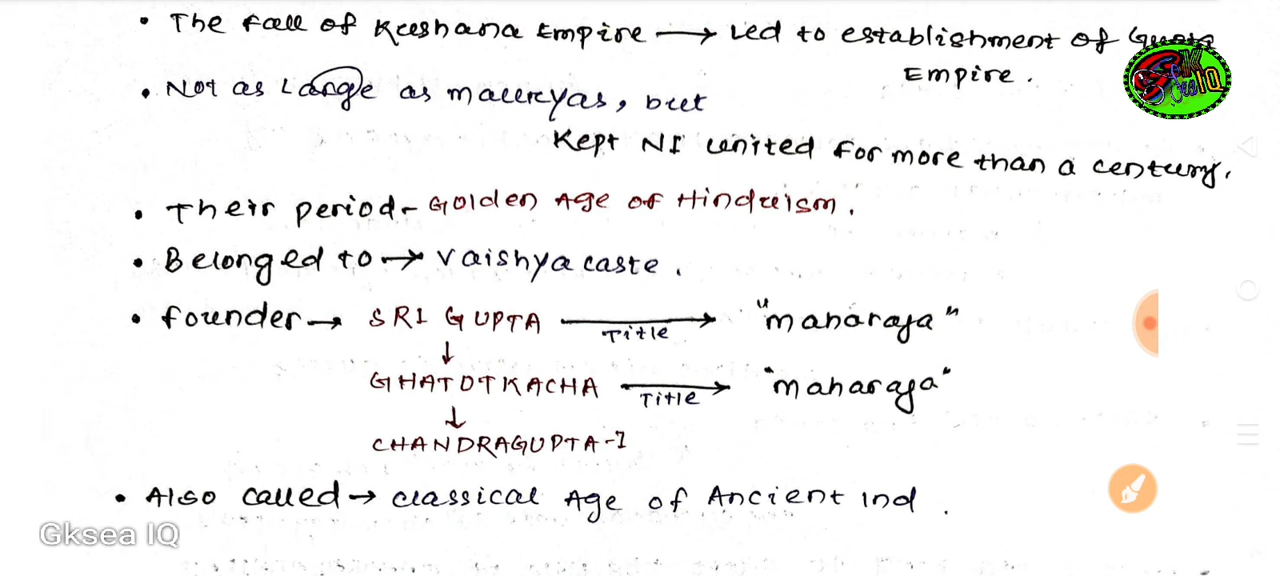 • The Fall of Kushana Empire → Led to establishment of Gupta
Empire.
• Not as Large as mauryas, but
Kept NI united for more than a century.
• Their period - Golden Age of Hinduism.
• Belonged to → Vaishya caste.
• founder → SRI GUPTA → Title "maharaja"
↓
GHATOTKACHA → Title "maharaja"
↓
CHANDRAGUPTA-I
• Also called → classical Age of Ancient Ind.
Gksea IQ